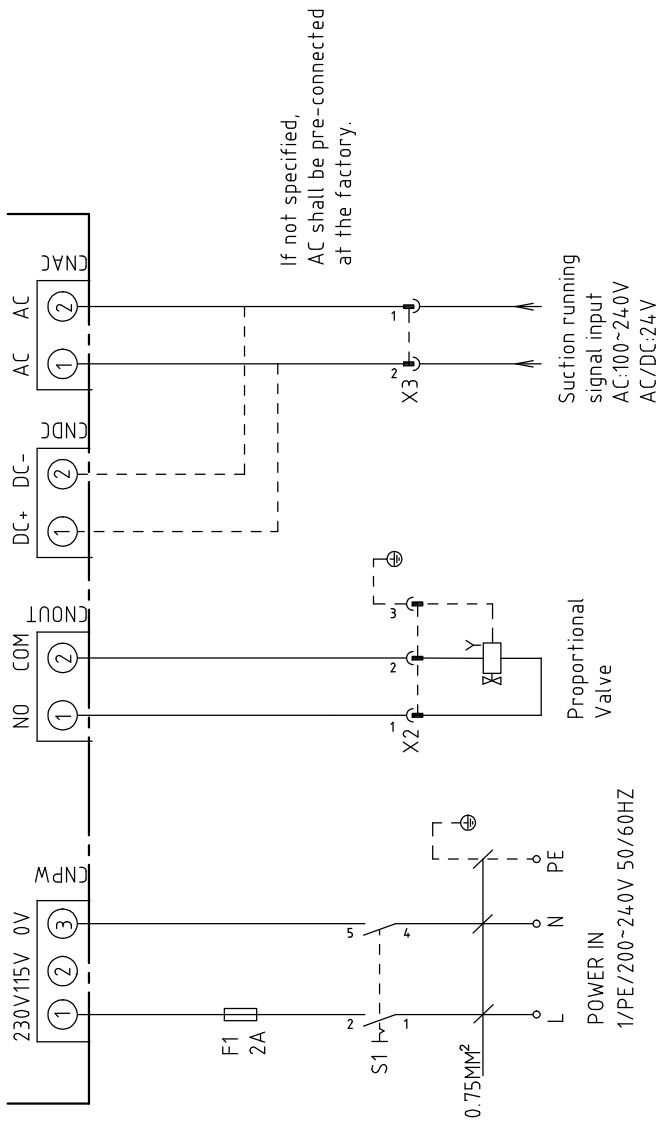 230V 115V 0V
CNPW
1
2
3
NO COM
CNOUT
1
2
DC+ DC-
CNDC
1
2
AC AC
CNAC
1
2
If not specified,
AC shall be pre-connected
at the factory.
F1
2A
S1
2
1
5
4
0.75MM²
L
N
PE
POWER IN
1/PE/200~240V 50/60HZ
X2
1
2
3
Y
Proportional
Valve
X3
2
1
Suction running
signal input
AC:100~240V
AC/DC:24V